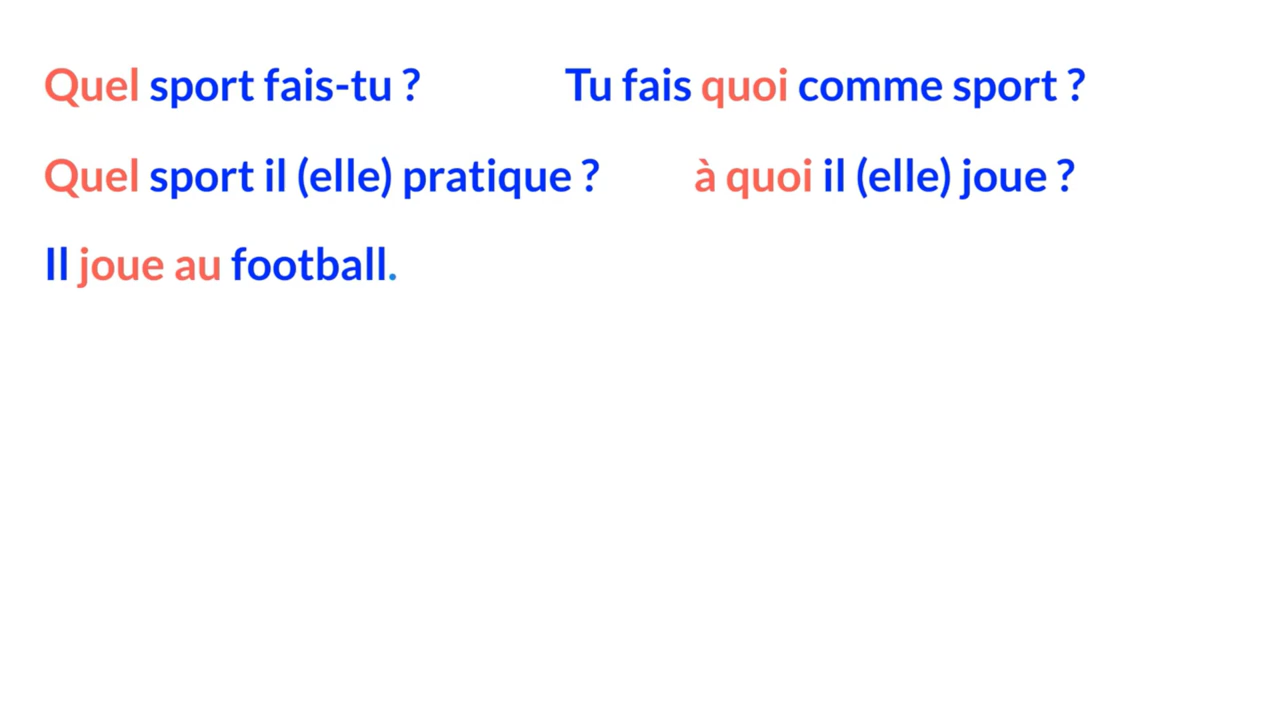 Quel sport fais-tu ? Tu fais quoi comme sport ?
Quel sport il (elle) pratique ? à quoi il (elle) joue ?
Il joue au football.